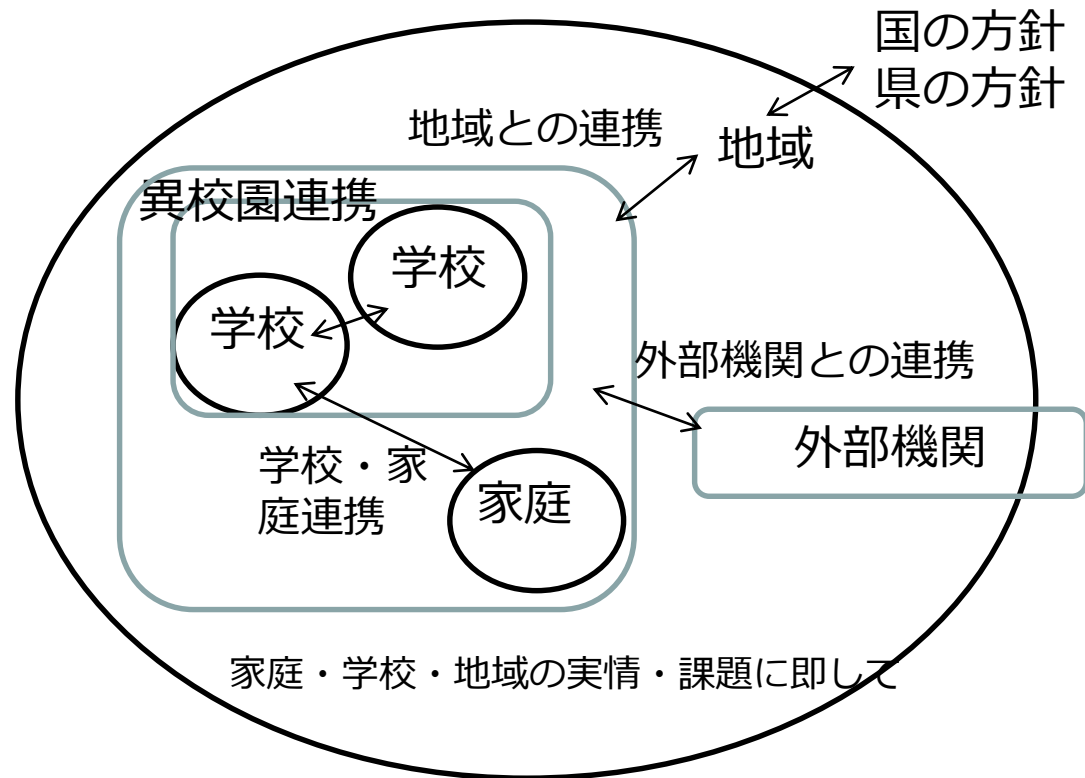 国の方針
県の方針
地域との連携
地域
異校園連携
学校
学校
外部機関との連携
外部機関
学校・家
庭連携
家庭
家庭・学校・地域の実情・課題に即して